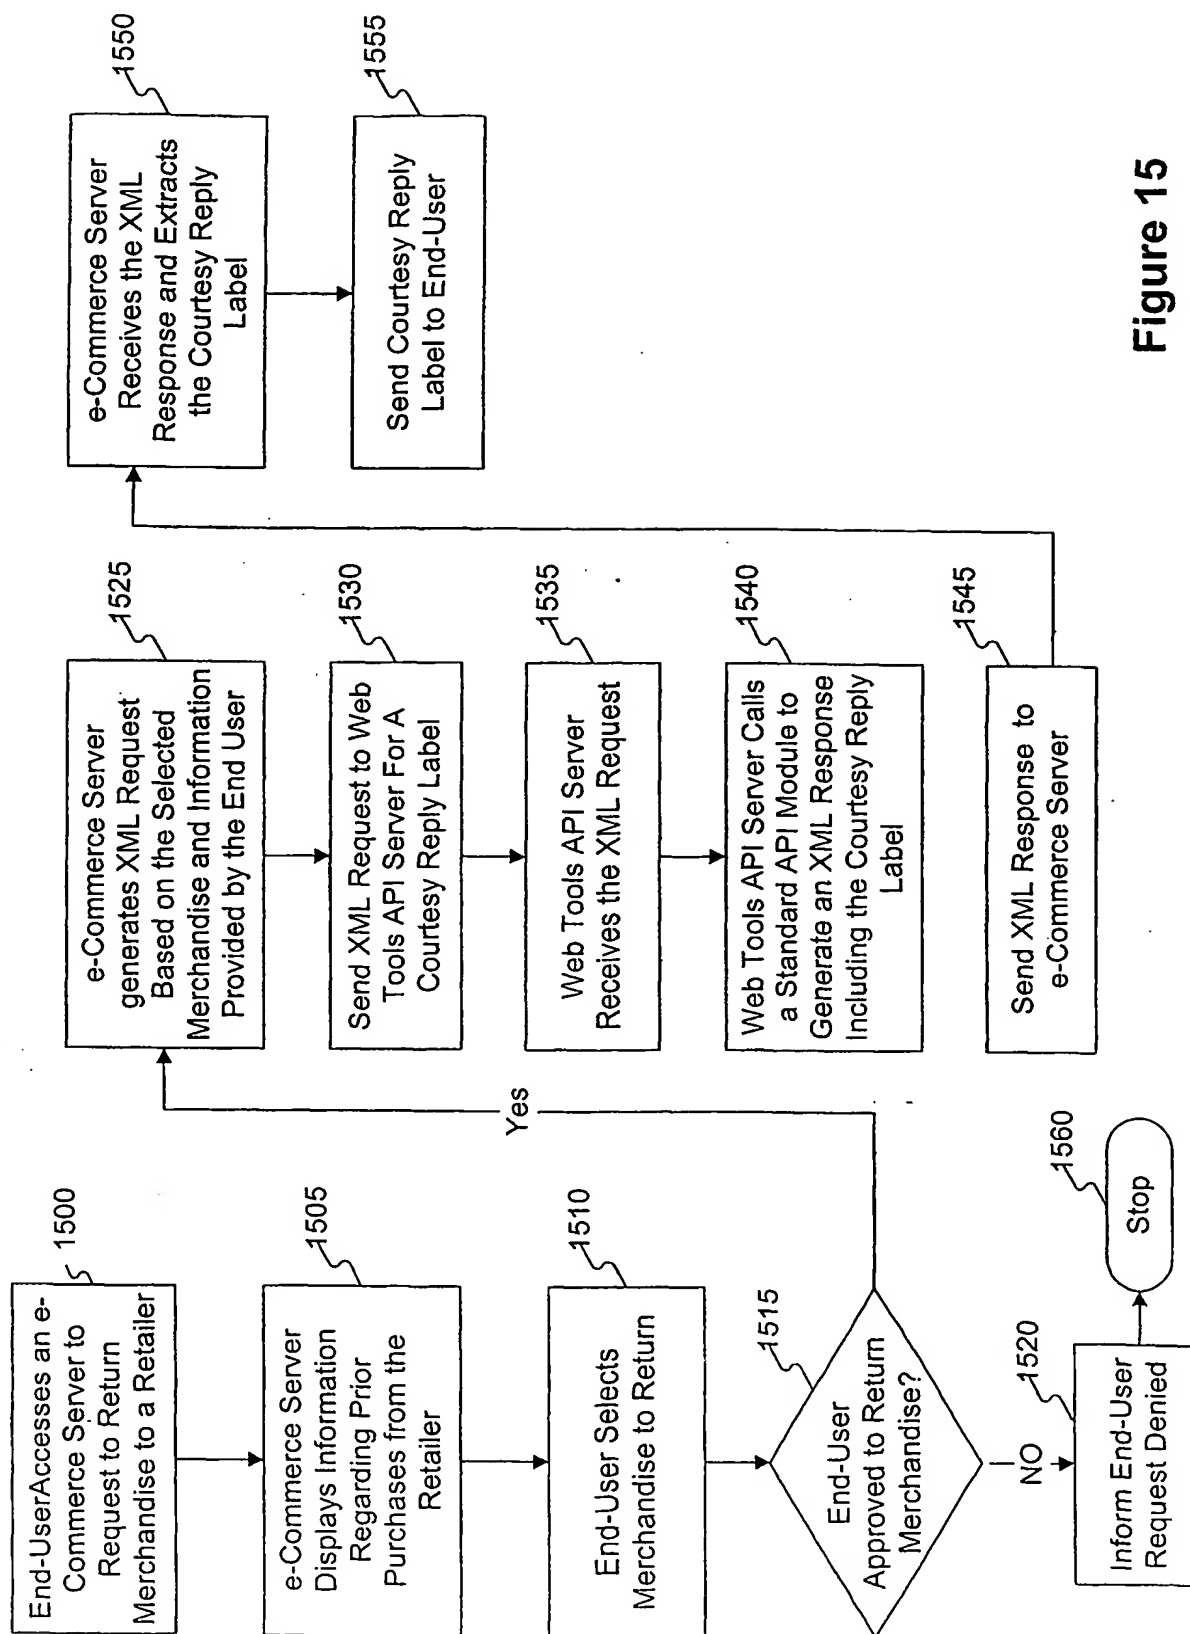 1500
End-UserAccesses an e-
Commerce Server to
Request to Return
Merchandise to a Retailer
1505
e-Commerce Server
Displays Information
Regarding Prior
Purchases from the
Retailer
1510
End-User Selects
Merchandise to Return
1515
End-User
Approved to Return
Merchandise?
NO
1520
Inform End-User
Request Denied
1560
Stop
Yes
1525
e-Commerce Server
generates XML Request
Based on the Selected
Merchandise and Information
Provided by the End User
1530
Send XML Request to Web
Tools API Server For A
Courtesy Reply Label
1535
Web Tools API Server
Receives the XML Request
1540
Web Tools API Server Calls
a Standard API Module to
Generate an XML Response
Including the Courtesy Reply
Label
1545
Send XML Response to
e-Commerce Server
1550
e-Commerce Server
Receives the XML
Response and Extracts
the Courtesy Reply
Label
1555
Send Courtesy Reply
Label to End-User
Figure 15